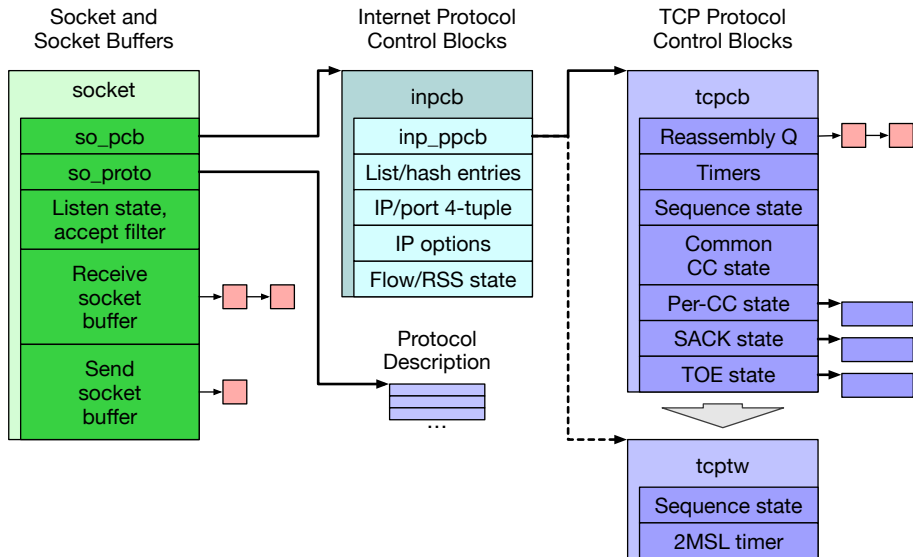 Socket and
Socket Buffers
Internet Protocol
Control Blocks
TCP Protocol
Control Blocks
socket
so_pcb
so_proto
Listen state,
accept filter
Receive
socket
buffer
Send
socket
buffer
inpcb
inp_ppcb
List/hash entries
IP/port 4-tuple
IP options
Flow/RSS state
Protocol
Description
...
tcpcb
Reassembly Q
Timers
Sequence state
Common
CC state
Per-CC state
SACK state
TOE state
tcptw
Sequence state
2MSL timer